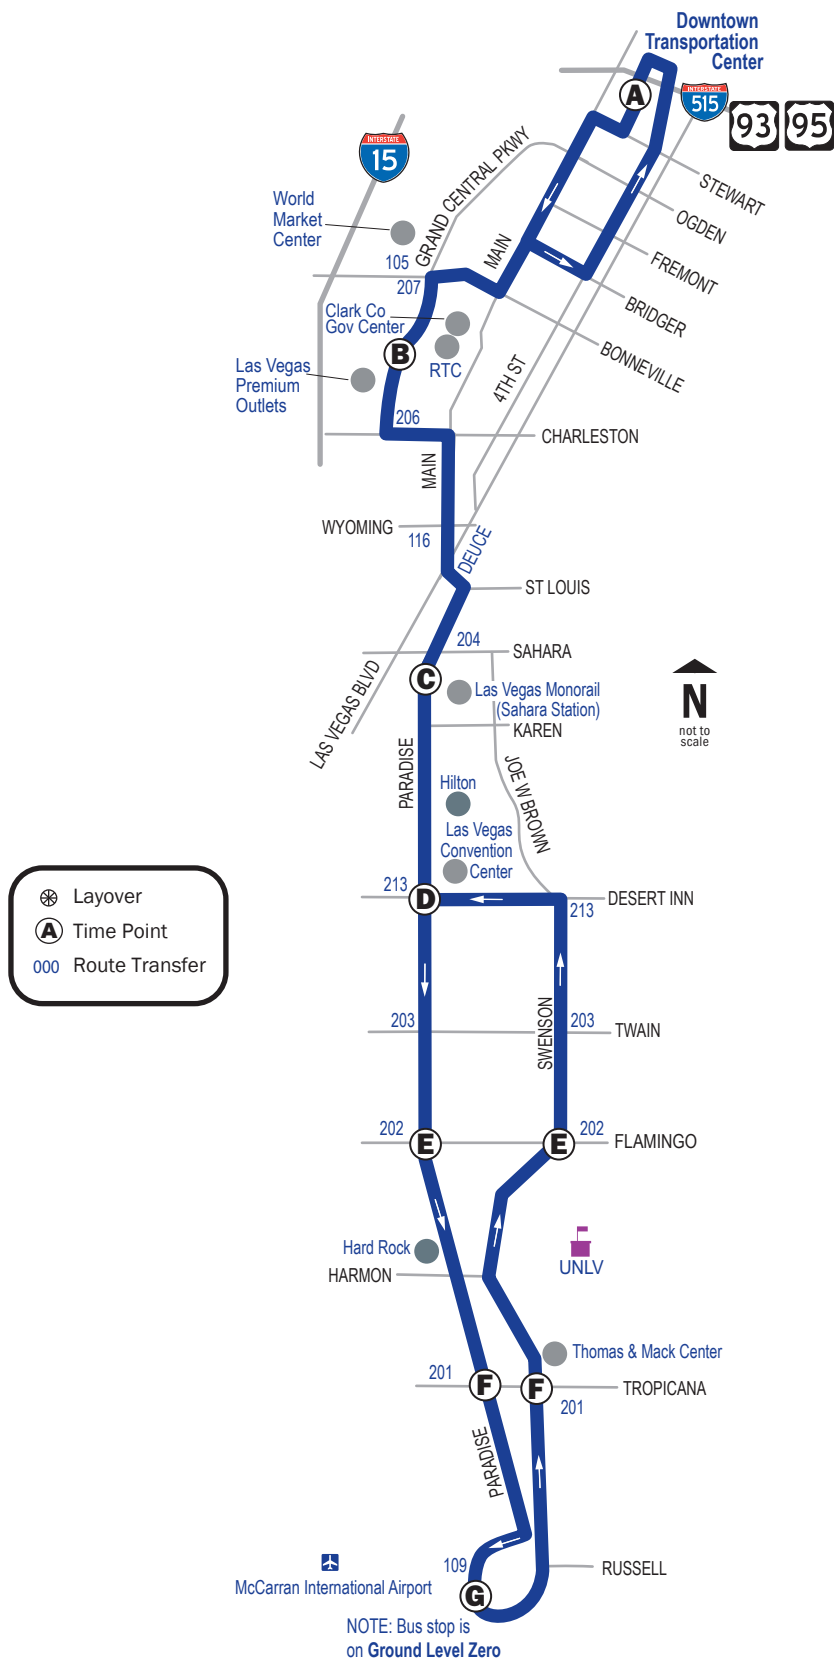 Downtown
Transportation
Center
A
INTERSTATE
515
93
95
INTERSTATE
15
STEWART
GRAND CENTRAL PKWY
OGDEN
World
Market
Center
MAIN
FREMONT
105
207
BRIDGER
Clark Co
Gov Center
BONNEVILLE
B
RTC
4TH ST
Las Vegas
Premium
Outlets
206
CHARLESTON
MAIN
WYOMING
116
DEUCE
ST LOUIS
204
SAHARA
C
Las Vegas Monorail
(Sahara Station)
LAS VEGAS BLVD
KAREN
N
not to
scale
PARADISE
JOE W BROWN
Hilton
Las Vegas
Convention
Center
213
D
DESERT INN
213
Layover
A Time Point
000 Route Transfer
203
SWENSON
203
TWAIN
202
E
E
202
FLAMINGO
Hard Rock
UNLV
HARMON
Thomas & Mack Center
201
F
F
TROPICANA
201
PARADISE
109
RUSSELL
McCarran International Airport
G
NOTE: Bus stop is
on Ground Level Zero